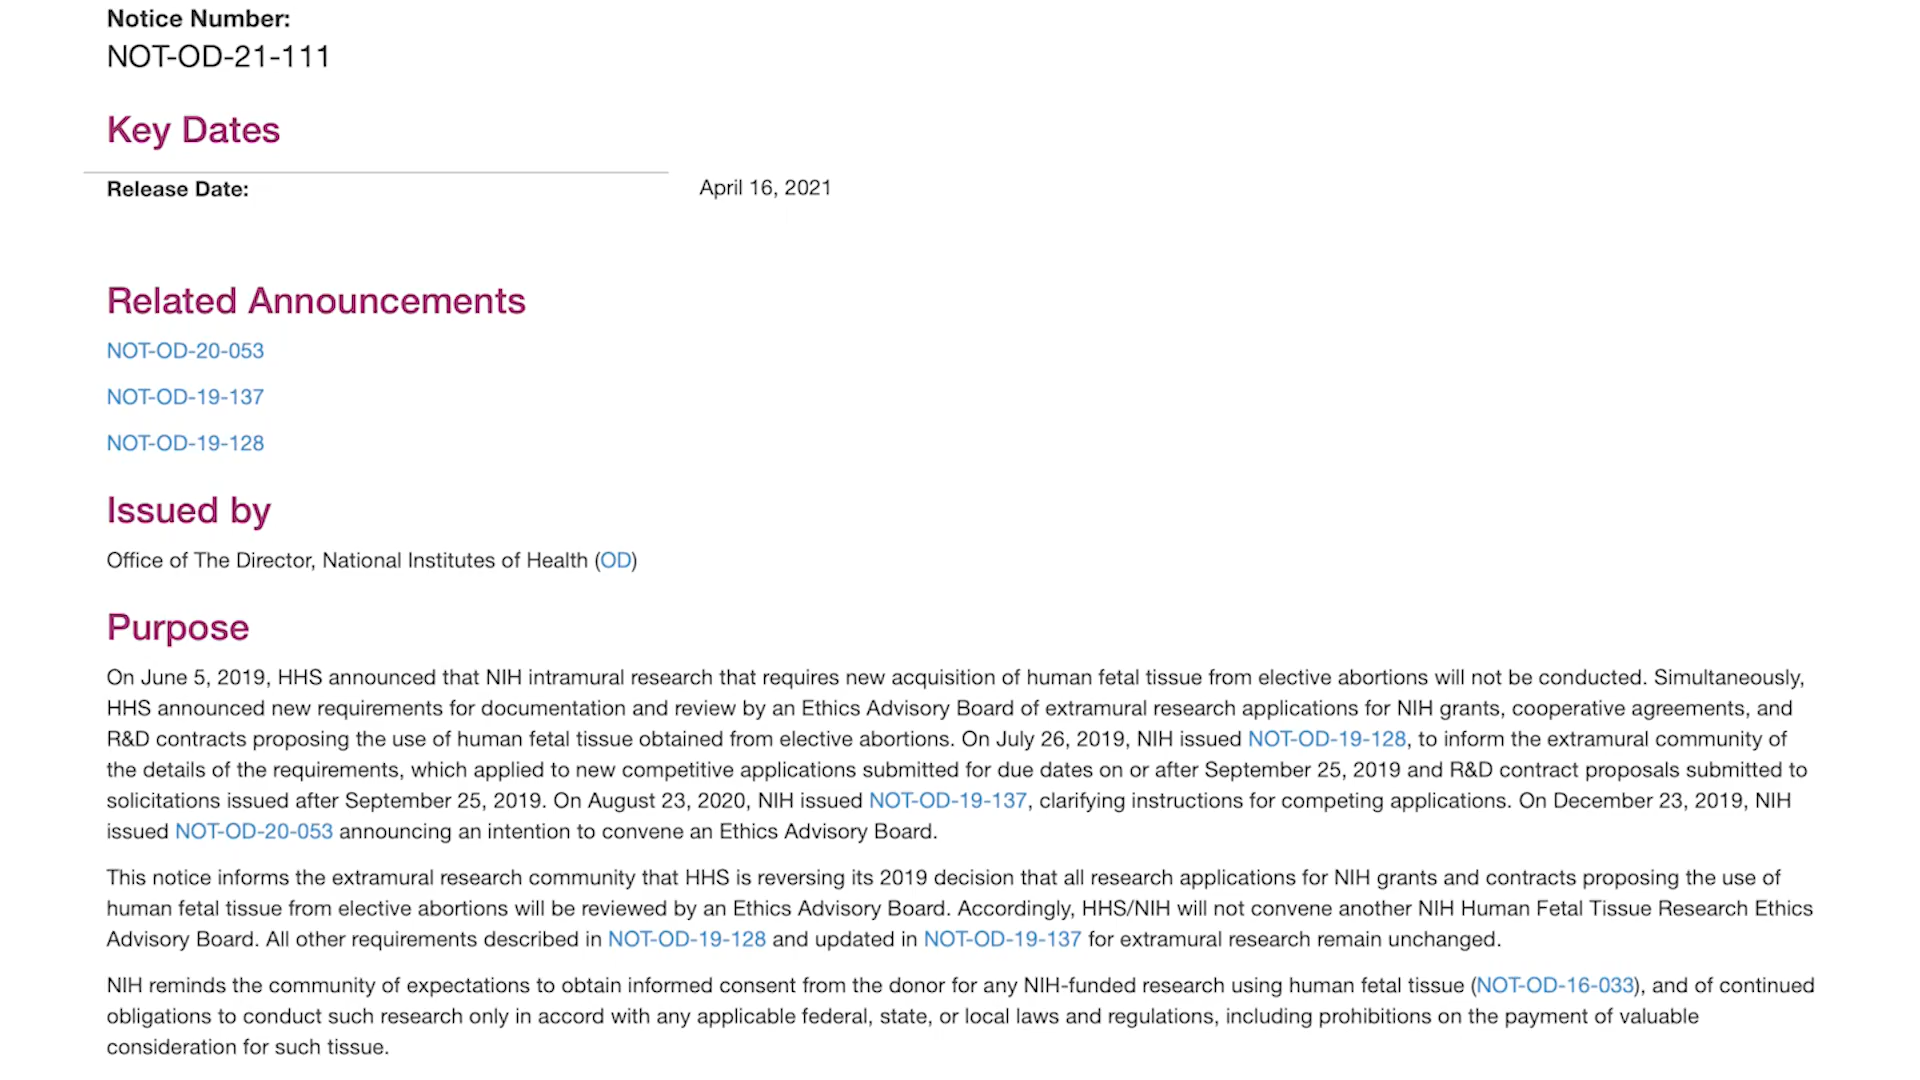 Notice Number:
NOT-OD-21-111
Key Dates
Release Date:
April 16, 2021
Related Announcements
NOT-OD-20-053
NOT-OD-19-137
NOT-OD-19-128
Issued by
Office of The Director, National Institutes of Health (OD)
Purpose
On June 5, 2019, HHS announced that NIH intramural research that requires new acquisition of human fetal tissue from elective abortions will not be conducted. Simultaneously,
HHS announced new requirements for documentation and review by an Ethics Advisory Board of extramural research applications for NIH grants, cooperative agreements, and
R&D contracts proposing the use of human fetal tissue obtained from elective abortions. On July 26, 2019, NIH issued NOT-OD-19-128, to inform the extramural community of
the details of the requirements, which applied to new competitive applications submitted for due dates on or after September 25, 2019 and R&D contract proposals submitted to
solicitations issued after September 25, 2019. On August 23, 2020, NIH issued NOT-OD-19-137, clarifying instructions for competing applications. On December 23, 2019, NIH
issued NOT-OD-20-053 announcing an intention to convene an Ethics Advisory Board.
This notice informs the extramural research community that HHS is reversing its 2019 decision that all research applications for NIH grants and contracts proposing the use of
human fetal tissue from elective abortions will be reviewed by an Ethics Advisory Board. Accordingly, HHS/NIH will not convene another NIH Human Fetal Tissue Research Ethics
Advisory Board. All other requirements described in NOT-OD-19-128 and updated in NOT-OD-19-137 for extramural research remain unchanged.
NIH reminds the community of expectations to obtain informed consent from the donor for any NIH-funded research using human fetal tissue (NOT-OD-16-033), and of continued
obligations to conduct such research only in accord with any applicable federal, state, or local laws and regulations, including prohibitions on the payment of valuable
consideration for such tissue.